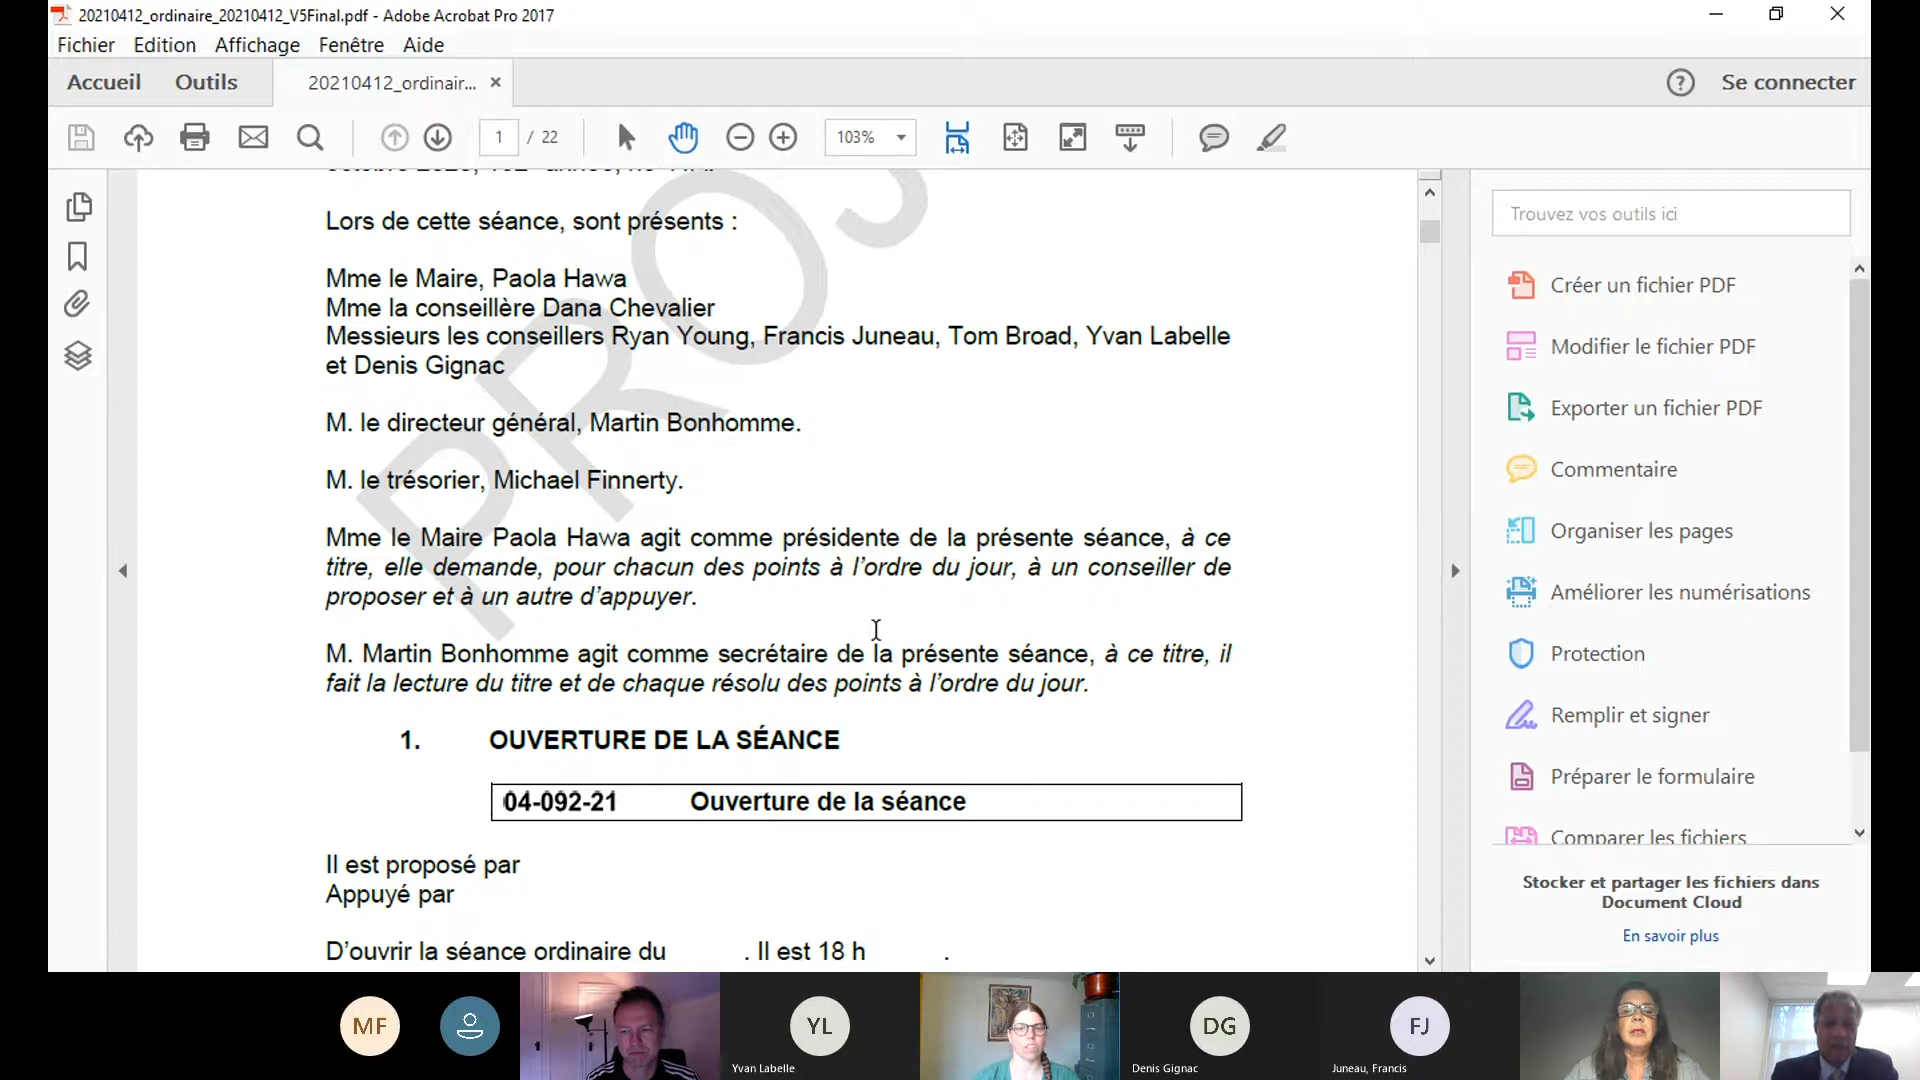 20210412_ordinaire_20210412_V5Final.pdf - Adobe Acrobat Pro 2017
Fichier Edition Affichage Fenêtre Aide
Accueil Outils 20210412_ordinair... × Se connecter
1 / 22 103%
Lors de cette séance, sont présents :
Mme le Maire, Paola Hawa
Mme la conseillère Dana Chevalier
Messieurs les conseillers Ryan Young, Francis Juneau, Tom Broad, Yvan Labelle
et Denis Gignac
M. le directeur général, Martin Bonhomme.
M. le trésorier, Michael Finnerty.
Mme le Maire Paola Hawa agit comme présidente de la présente séance, à ce
titre, elle demande, pour chacun des points à l’ordre du jour, à un conseiller de
proposer et à un autre d’appuyer.
M. Martin Bonhomme agit comme secrétaire de la présente séance, à ce titre, il
fait la lecture du titre et de chaque résolu des points à l’ordre du jour.
1. OUVERTURE DE LA SÉANCE
04-092-21 Ouverture de la séance
Il est proposé par
Appuyé par
D’ouvrir la séance ordinaire du . Il est 18 h .
PROJ
Trouvez vos outils ici
Créer un fichier PDF
Modifier le fichier PDF
Exporter un fichier PDF
Commentaire
Organiser les pages
Améliorer les numérisations
Protection
Remplir et signer
Préparer le formulaire
Comparer les fichiers
Stocker et partager les fichiers dans
Document Cloud
En savoir plus
MF YL DG FJ
Yvan Labelle Denis Gignac Juneau, Francis